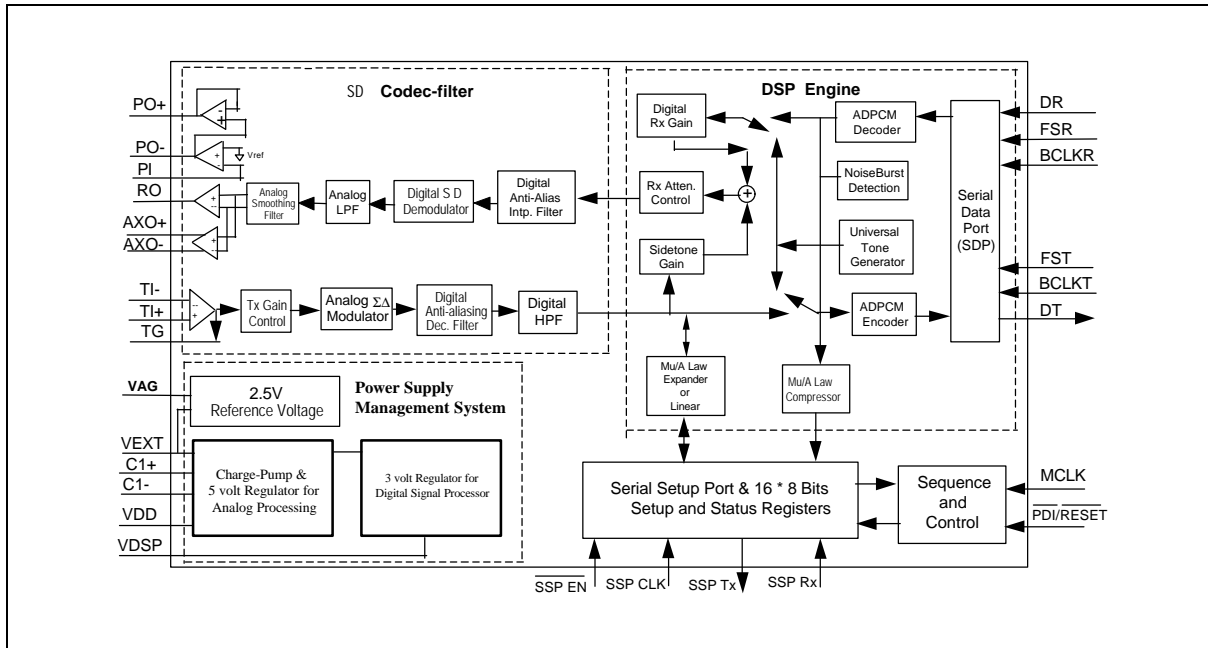 SD Codec-filter
DSP Engine
PO+
PO-
PI
RO
AXO+
AXO-
TI-
TI+
TG
VAG
VEXT
C1+
C1-
VDD
VDSP
Vref
Analog
Smoothing
Filter
Analog
LPF
Digital S D
Demodulator
Digital
Anti-Alias
Intp. Filter
Tx Gain
Control
Analog ΣΔ
Modulator
Digital
Anti-aliasing
Dec. Filter
Digital
HPF
Digital
Rx Gain
Rx Atten.
Control
Sidetone
Gain
ADPCM
Decoder
NoiseBurst
Detection
Universal
Tone
Generator
ADPCM
Encoder
Serial
Data
Port
(SDP)
DR
FSR
BCLKR
FST
BCLKT
DT
Mu/A Law
Expander
or
Linear
Mu/A Law
Compressor
2.5V
Reference Voltage
Power Supply
Management System
Charge-Pump &
5 volt Regulator for
Analog Processing
3 volt Regulator for
Digital Signal Processor
Serial Setup Port & 16 * 8 Bits
Setup and Status Registers
Sequence
and
Control
MCLK
PDI/RESET
SSP EN
SSP CLK
SSP Tx
SSP Rx